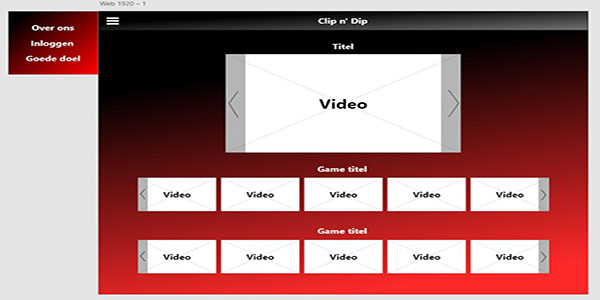 Web 1920 – 1
Over ons
Inloggen
Goede doel
Clip n' Dip
Titel
Video
Game titel
Video Video Video Video Video
Game titel
Video Video Video Video Video